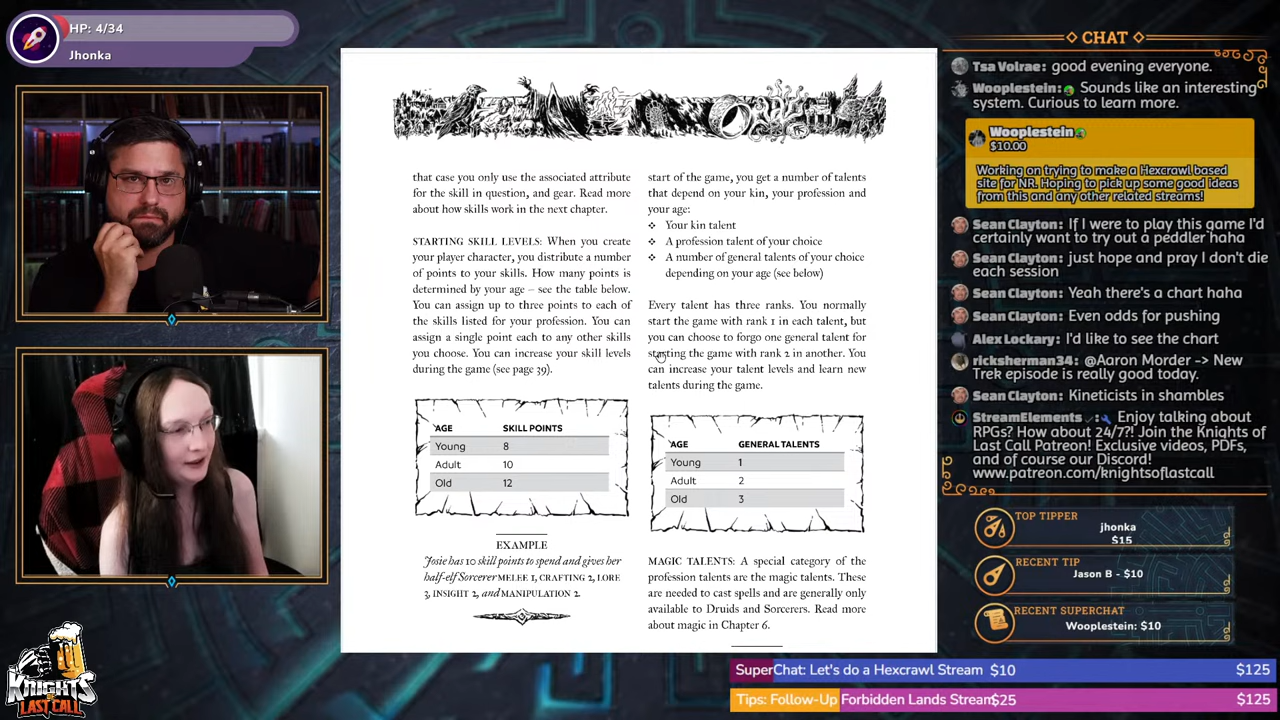 HP: 4/34
Jhonka
that case you only use the associated attribute
for the skill in question, and gear. Read more
about how skills work in the next chapter.
STARTING SKILL LEVELS: When you create
your player character, you distribute a number
of points to your skills. How many points is
determined by your age – see the table below.
You can assign up to three points to each of
the skills listed for your profession. You can
assign a single point each to any other skills
you choose. You can increase your skill levels
during the game (see page 39).
AGE SKILL POINTS
Young 8
Adult 10
Old 12
EXAMPLE
Josie has 10 skill points to spend and gives her
half-elf Sorcerer MELEE 1, CRAFTING 2, LORE
3, INSIGHT 2, and MANIPULATION 2.
start of the game, you get a number of talents
that depend on your kin, your profession and
your age:
❖ Your kin talent
❖ A profession talent of your choice
❖ A number of general talents of your choice
depending on your age (see below)
Every talent has three ranks. You normally
start the game with rank 1 in each talent, but
you can choose to forgo one general talent for
starting the game with rank 2 in another. You
can increase your talent levels and learn new
talents during the game.
AGE GENERAL TALENTS
Young 1
Adult 2
Old 3
MAGIC TALENTS: A special category of the
profession talents are the magic talents. These
are needed to cast spells and are generally only
available to Druids and Sorcerers. Read more
about magic in Chapter 6.
CHAT
Tsa Volrae: good evening everyone.
Wooplestein: Sounds like an interesting
system. Curious to learn more.
Wooplestein
$10.00
Working on trying to make a Hexcrawl based
site for NR. Hoping to pick up some good ideas
from this and any other related streams!
Sean Clayton: If I were to play this game I'd
certainly want to try out a peddler haha
Sean Clayton: just hope and pray I don't die
each session
Sean Clayton: Yeah there's a chart haha
Sean Clayton: Even odds for pushing
Alex Lockary: I'd like to see the chart
ricksherman34: @Aaron Morder -> New
Trek episode is really good today.
Sean Clayton: Kineticists in shambles
StreamElements: Enjoy talking about
RPGs? How about 24/7?! Join the Knights of
Last Call Patreon! Exclusive videos, PDFs,
and of course our Discord!
www.patreon.com/knightsoflastcall
TOP TIPPER
jhonka
$15
RECENT TIP
Jason B - $10
RECENT SUPERCHAT
Wooplestein: $10
SuperChat: Let's do a Hexcrawl Stream $10 $125
Tips: Follow-Up Forbidden Lands Stream $25 $125
KNIGHTS
OF
LAST CALL